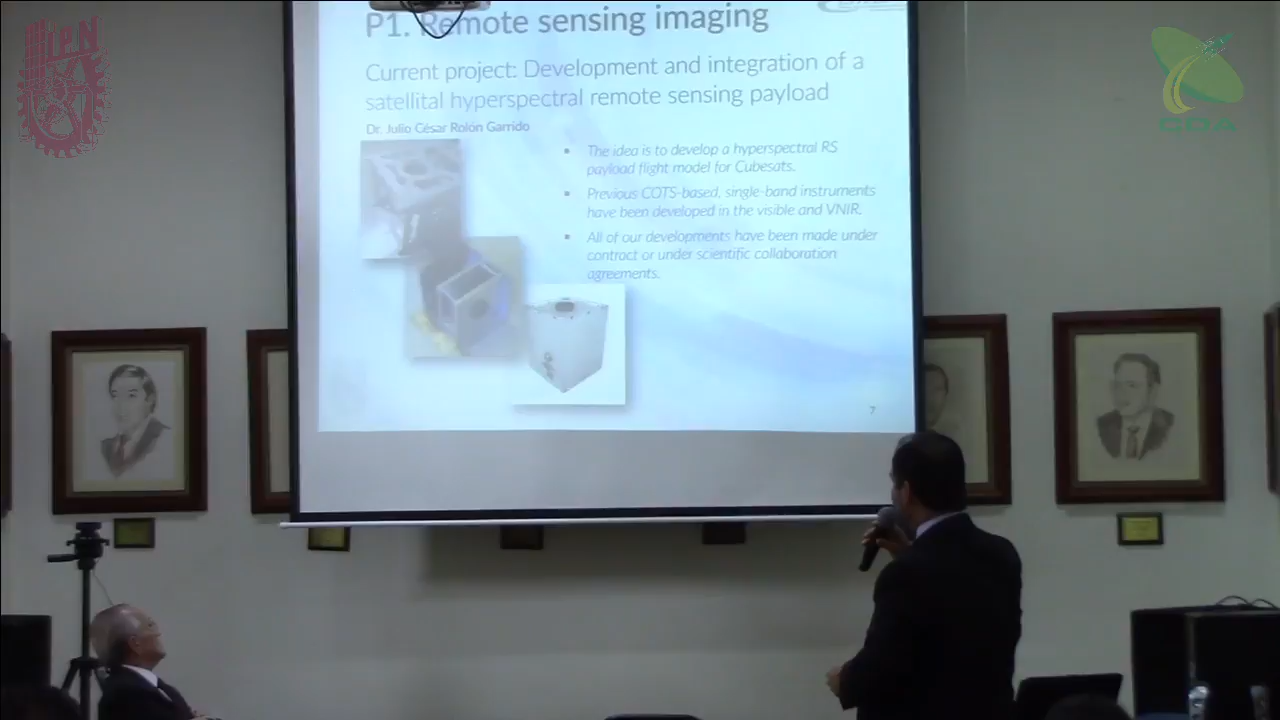 IPN
CDA
P1. Remote sensing imaging
Current project: Development and integration of a
satellital hyperspectral remote sensing payload
Dr. Julio César Rolón Garrido
The idea is to develop a hyperspectral RS
payload flight model for Cubesats.
Previous COTS-based, single-band instruments
have been developed in the visible and VNIR.
All of our developments have been made under
contract or under scientific collaboration
agreements.
7